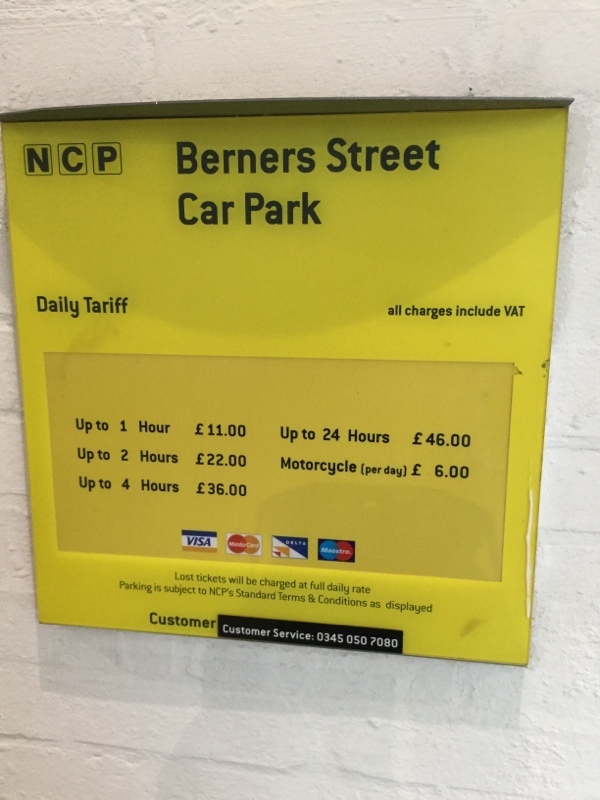 NCP
Berners Street
Car Park
Daily Tariff
all charges include VAT
Up to 1 Hour £11.00
Up to 2 Hours £22.00
Up to 4 Hours £36.00
Up to 24 Hours £46.00
Motorcycle (per day) £ 6.00
VISA MasterCard DELTA Maestro
Lost tickets will be charged at full daily rate
Parking is subject to NCP's Standard Terms & Conditions as displayed
Customer
Customer Service: 0345 050 7080